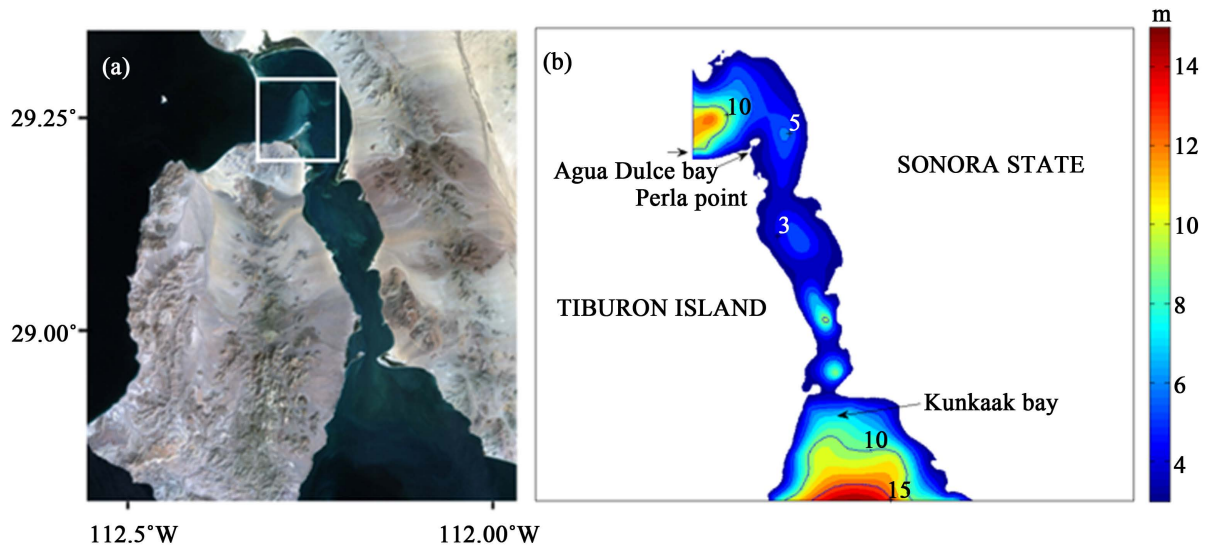 (a)
29.25°
29.00°
112.5°W
112.00°W
(b)
10
5
Agua Dulce bay
Perla point
SONORA STATE
3
TIBURON ISLAND
Kunkaak bay
10
15
m
14
12
10
8
6
4